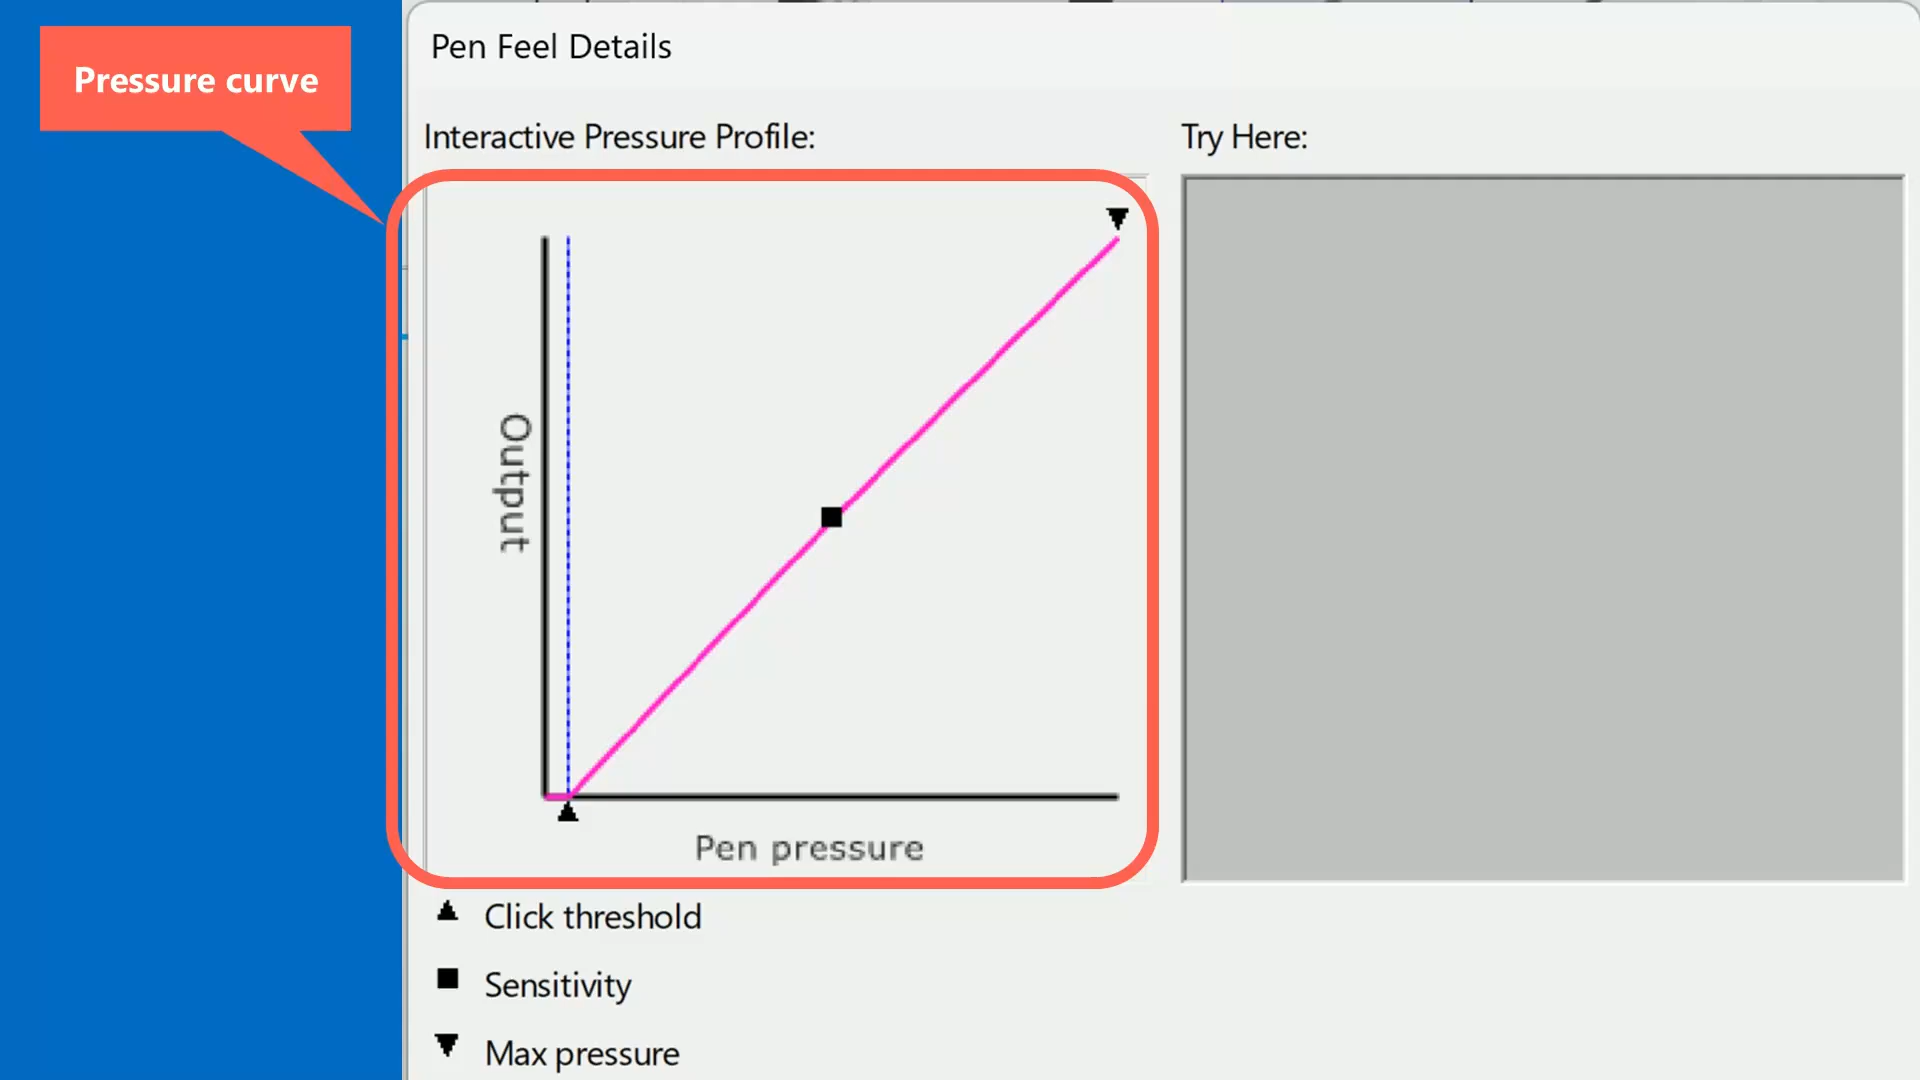 Pressure curve
Pen Feel Details
Interactive Pressure Profile:
Try Here:
Output
Pen pressure
Click threshold
Sensitivity
Max pressure